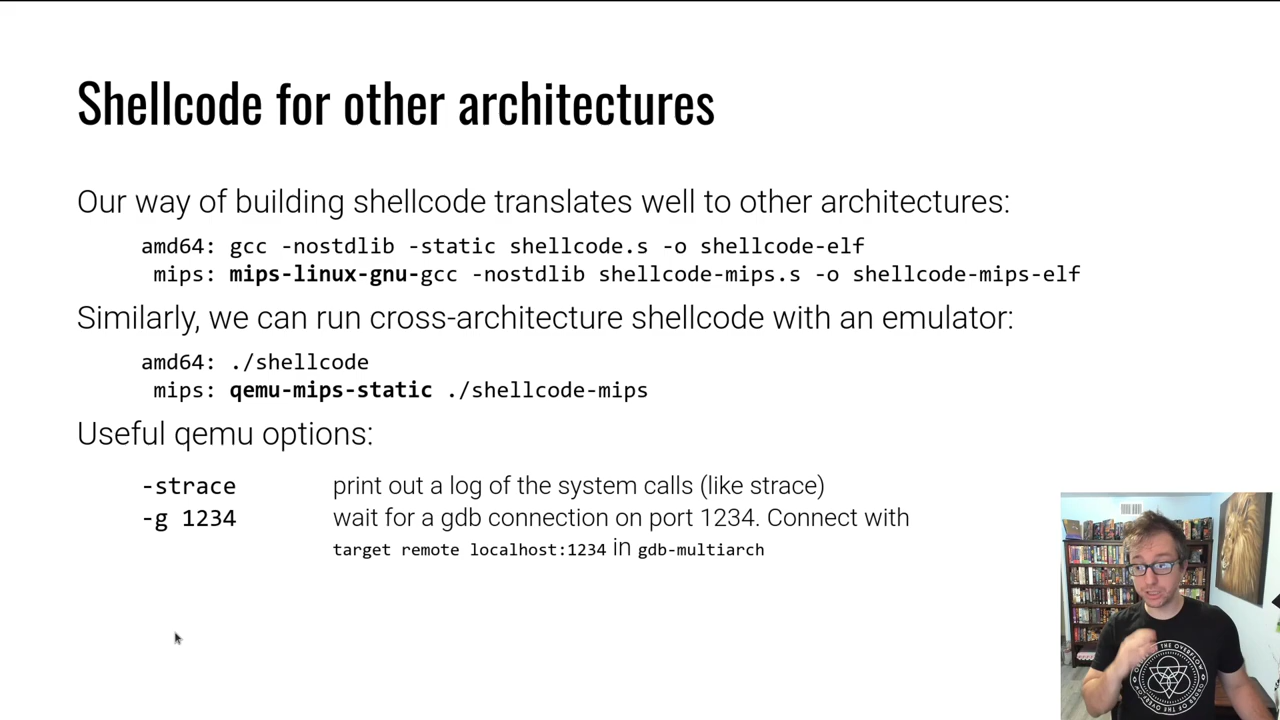 Shellcode for other architectures
Our way of building shellcode translates well to other architectures:
amd64: gcc -nostdlib -static shellcode.s -o shellcode-elf
mips: mips-linux-gnu-gcc -nostdlib shellcode-mips.s -o shellcode-mips-elf
Similarly, we can run cross-architecture shellcode with an emulator:
amd64: ./shellcode
mips: qemu-mips-static ./shellcode-mips
Useful qemu options:
-strace print out a log of the system calls (like strace)
-g 1234 wait for a gdb connection on port 1234. Connect with
target remote localhost:1234 in gdb-multiarch